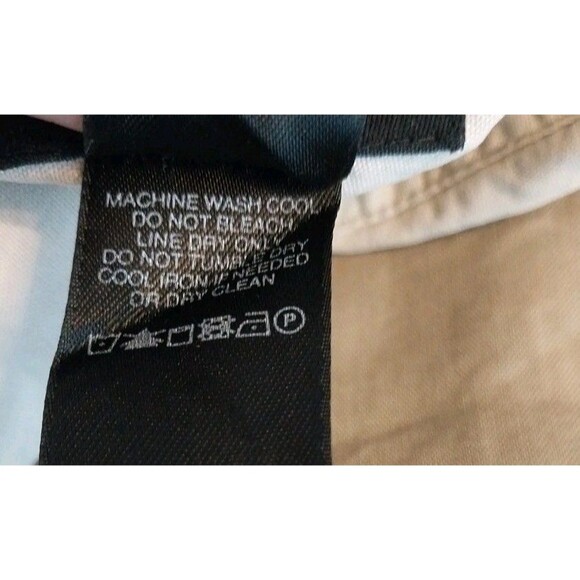 MACHINE WASH COOL
DO NOT BLEACH
LINE DRY ONLY
DO NOT TUMBLE DRY
COOL IRON IF NEEDED
OR DRY CLEAN
P